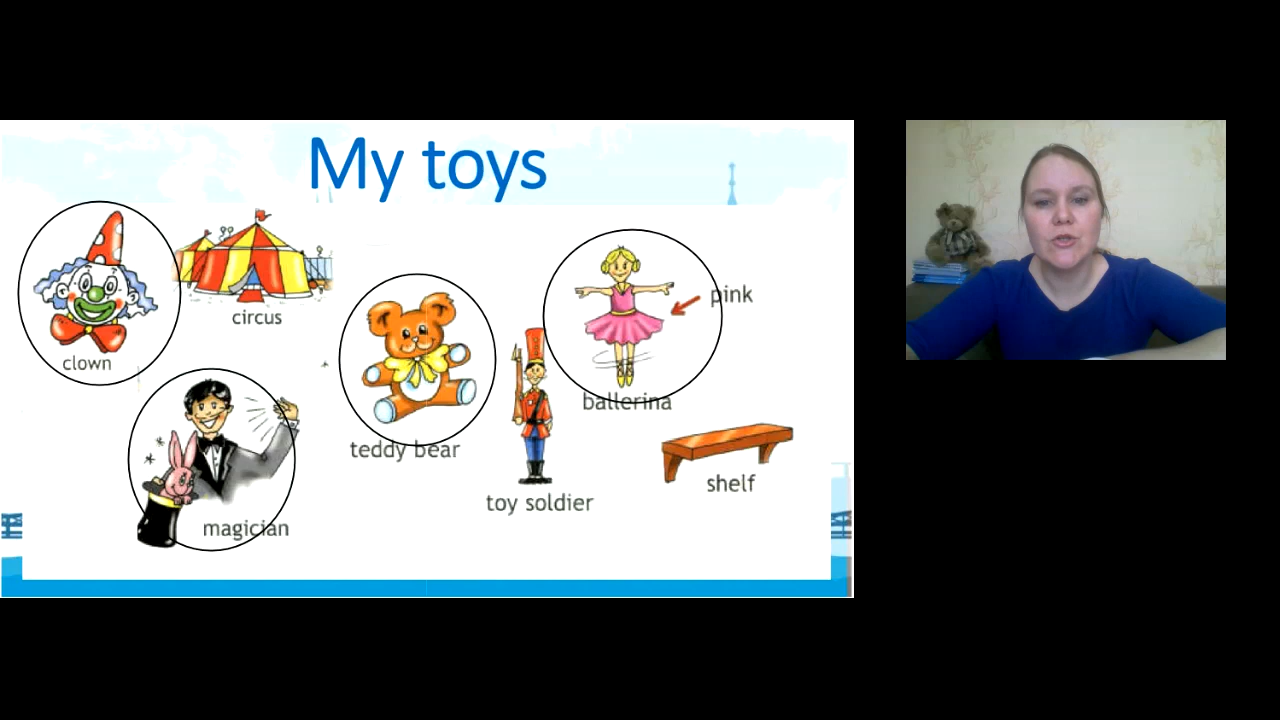 My toys
clown
circus
magician
teddy bear
toy soldier
ballerina
pink
shelf